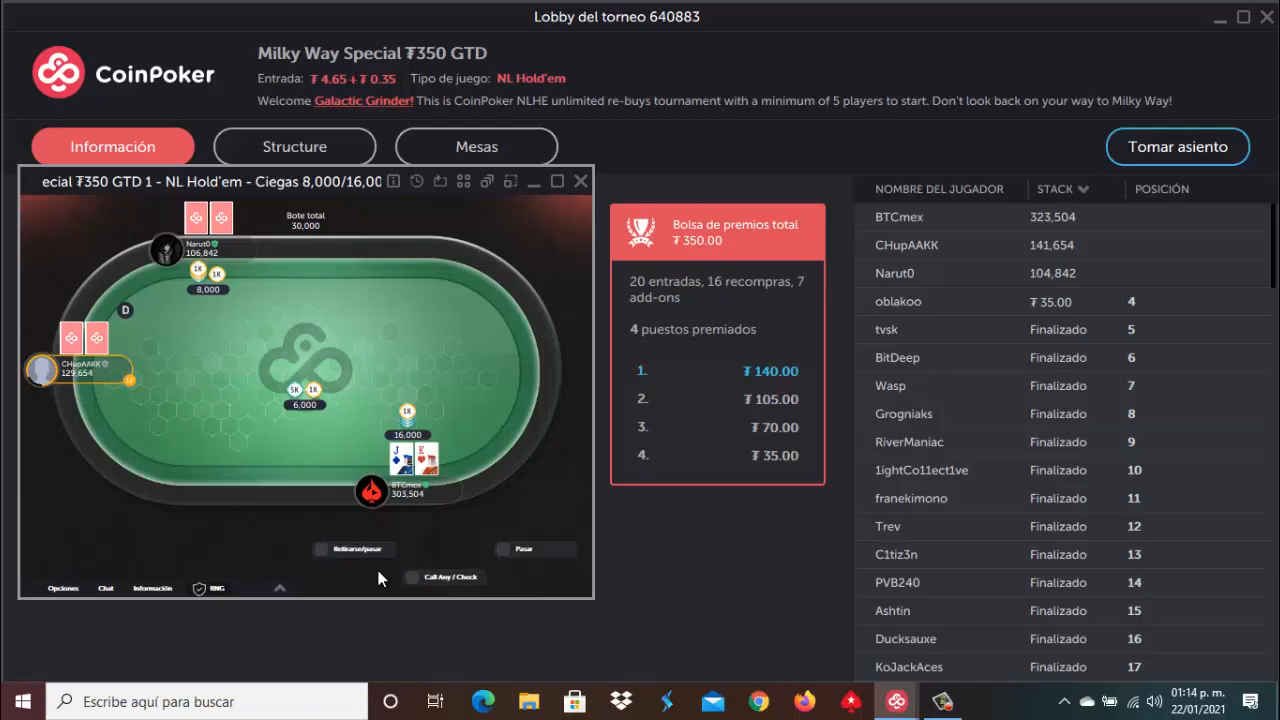 Lobby del torneo 640883
CoinPoker
Milky Way Special ₮350 GTD
Entrada: ₮ 4.65 + ₮ 0.35 Tipo de juego: NL Hold'em
Welcome Galactic Grinder! This is CoinPoker NLHE unlimited re-buys tournament with a minimum of 5 players to start. Don't look back on your way to Milky Way!
Información
Structure
Mesas
Tomar asiento
ecial ₮350 GTD 1 - NL Hold'em - Ciegas 8,000/16,00
Bote total
30,000
Narut0
106,842
1K 1K
8,000
D
CHupAAKK
129,654
5K 1K
6,000
1K
16,000
J K
BTCmex
303,504
Retirarse/pasar
Pasar
Call Any / Check
Opciones
Chat
Información
RNG
Bolsa de premios total
₮ 350.00
20 entradas, 16 recompras, 7
add-ons
4 puestos premiados
1. ₮ 140.00
2. ₮ 105.00
3. ₮ 70.00
4. ₮ 35.00
NOMBRE DEL JUGADOR STACK POSICIÓN
BTCmex 323,504
CHupAAKK 141,654
Narut0 104,842
oblakoo ₮ 35.00 4
tvsk Finalizado 5
BitDeep Finalizado 6
Wasp Finalizado 7
Grogniaks Finalizado 8
RiverManiac Finalizado 9
1ightCo11ect1ve Finalizado 10
franekimono Finalizado 11
Trev Finalizado 12
C1tiz3n Finalizado 13
PVB240 Finalizado 14
Ashtin Finalizado 15
Ducksauxe Finalizado 16
KoJackAces Finalizado 17
Escribe aquí para buscar
01:14 p. m.
22/01/2021